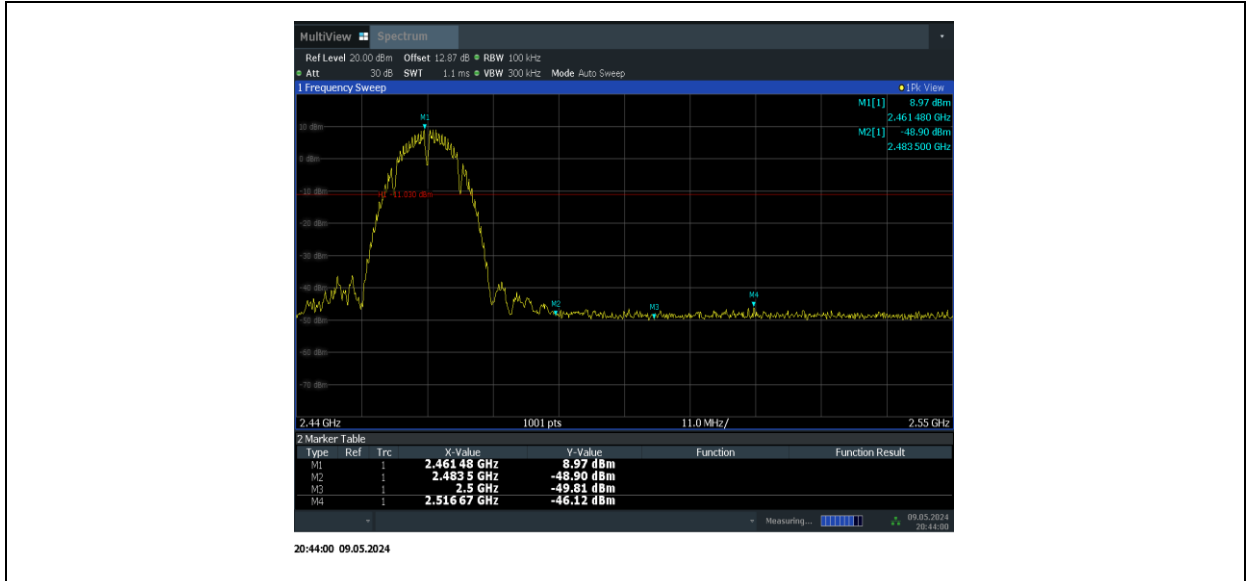 MultiView Spectrum
Ref Level 20.00 dBm Offset 12.87 dB RBW 100 kHz
Att 30 dB SWT 1.1 ms VBW 300 kHz Mode Auto Sweep
1 Frequency Sweep 1Pk View
M1[1] 8.97 dBm
2.461 480 GHz
M2[1] -48.90 dBm
2.483 500 GHz
M1
10 dBm
0 dBm
-10 dBm
H1 -11.030 dBm
-20 dBm
-30 dBm
-40 dBm
M2 M3 M4
-50 dBm
-60 dBm
-70 dBm
2.44 GHz 1001 pts 11.0 MHz/ 2.55 GHz
2 Marker Table
Type Ref Trc X-Value Y-Value Function Function Result
M1 1 2.461 48 GHz 8.97 dBm
M2 1 2.483 5 GHz -48.90 dBm
M3 1 2.5 GHz -49.81 dBm
M4 1 2.516 67 GHz -46.12 dBm
Measuring... 09.05.2024
20:44:00
20:44:00 09.05.2024